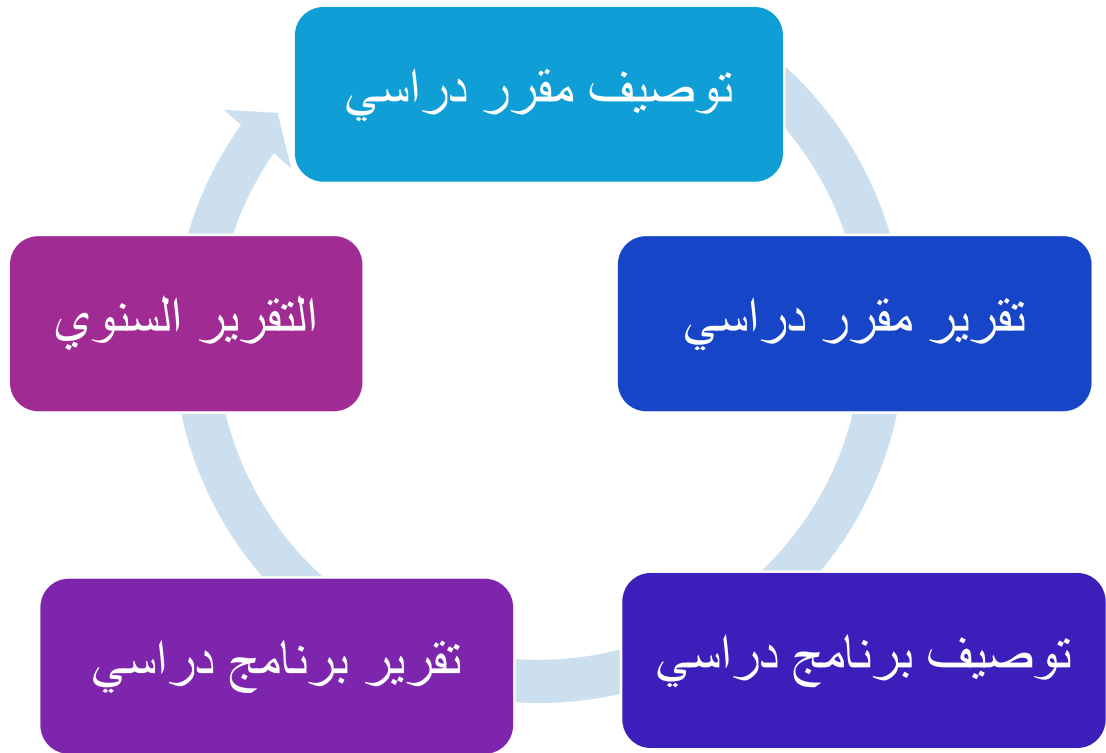 توصيف مقرر دراسي
تقرير مقرر دراسي
توصيف برنامج دراسي
تقرير برنامج دراسي
التقرير السنوي